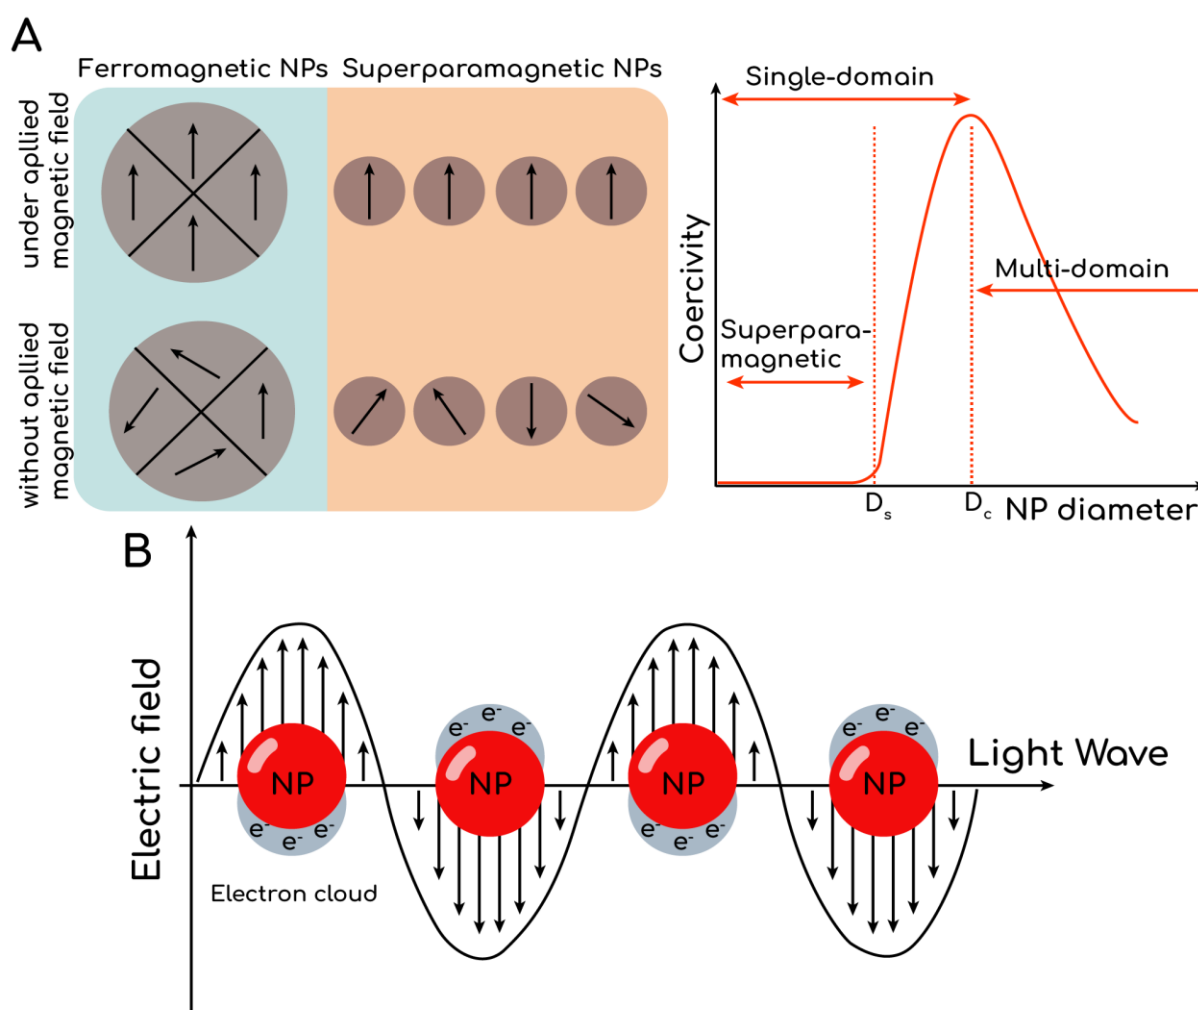 A
Ferromagnetic NPs
Superparamagnetic NPs
under apllied
magnetic field
without apllied
magnetic field
Single-domain
Coercivity
Multi-domain
Superpara-
magnetic
Ds
Dc
NP diameter
B
Electric field
NP
e- e- e-
Electron cloud
e- e- e-
NP
NP
e- e- e-
e- e- e-
NP
Light Wave